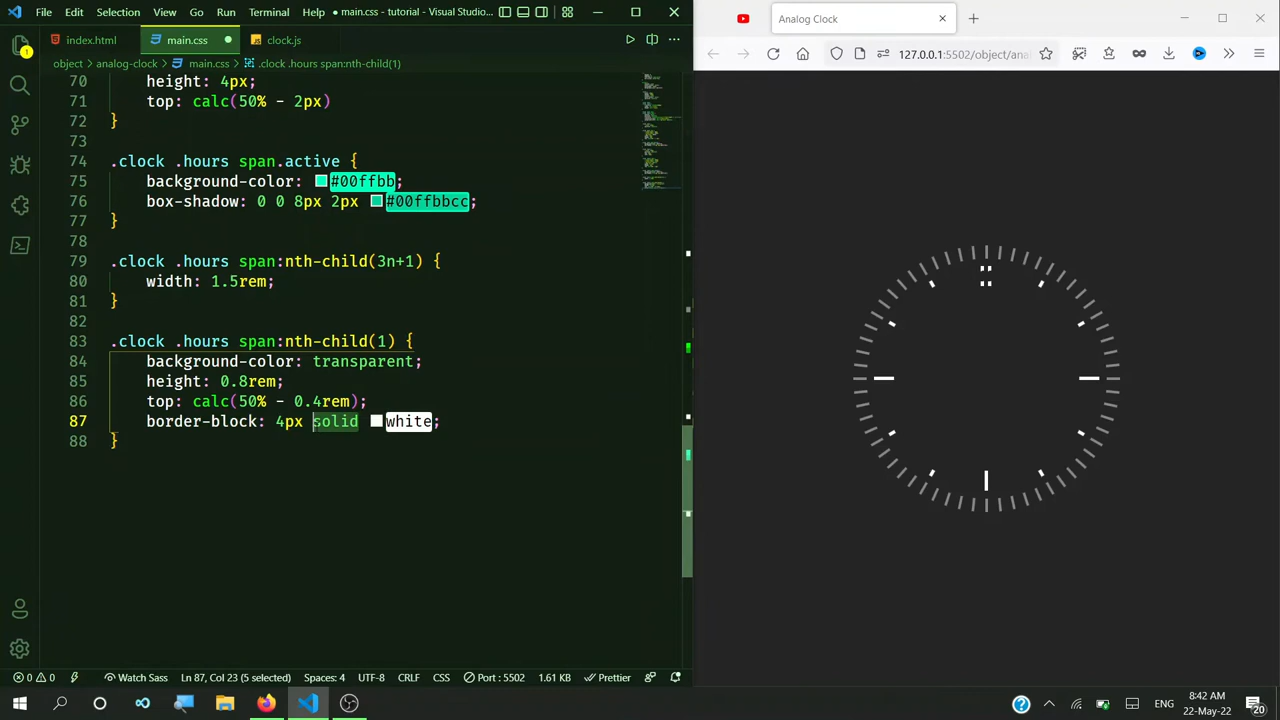 File Edit Selection View Go Run Terminal Help ● main.css - tutorial - Visual Studio...
index.html main.css clock.js
object > analog-clock > main.css > .clock .hours span:nth-child(1)
70 height: 4px;
71 top: calc(50% - 2px)
72 }
73
74 .clock .hours span.active {
75 background-color: #00ffbb;
76 box-shadow: 0 0 8px 2px #00ffbbcc;
77 }
78
79 .clock .hours span:nth-child(3n+1) {
80 width: 1.5rem;
81 }
82
83 .clock .hours span:nth-child(1) {
84 background-color: transparent;
85 height: 0.8rem;
86 top: calc(50% - 0.4rem);
87 border-block: 4px solid white;
88 }
1
0 0 Watch Sass Ln 87, Col 23 (5 selected) Spaces: 4 UTF-8 CRLF CSS Port : 5502 1.61 KB Prettier
Analog Clock
127.0.0.1:5502/object/ana
ENG
8:42 AM
22-May-22
20